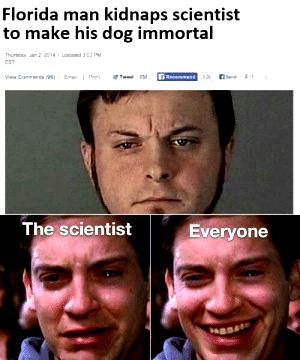 Florida man kidnaps scientist
to make his dog immortal
Thursday, Jan 2 2014 | Updated 3:53 PM
EST
View Comments Email | Print Tweet Recommend Send
The scientist Everyone